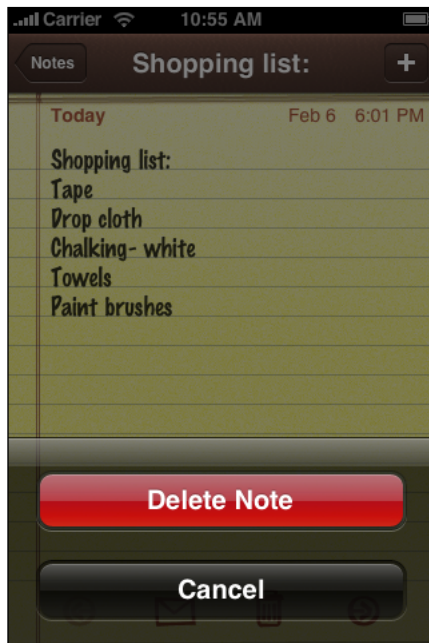 Carrier 10:55 AM
Notes Shopping list: +
Today Feb 6 6:01 PM
Shopping list:
Tape
Drop cloth
Chalking- white
Towels
Paint brushes
Delete Note
Cancel